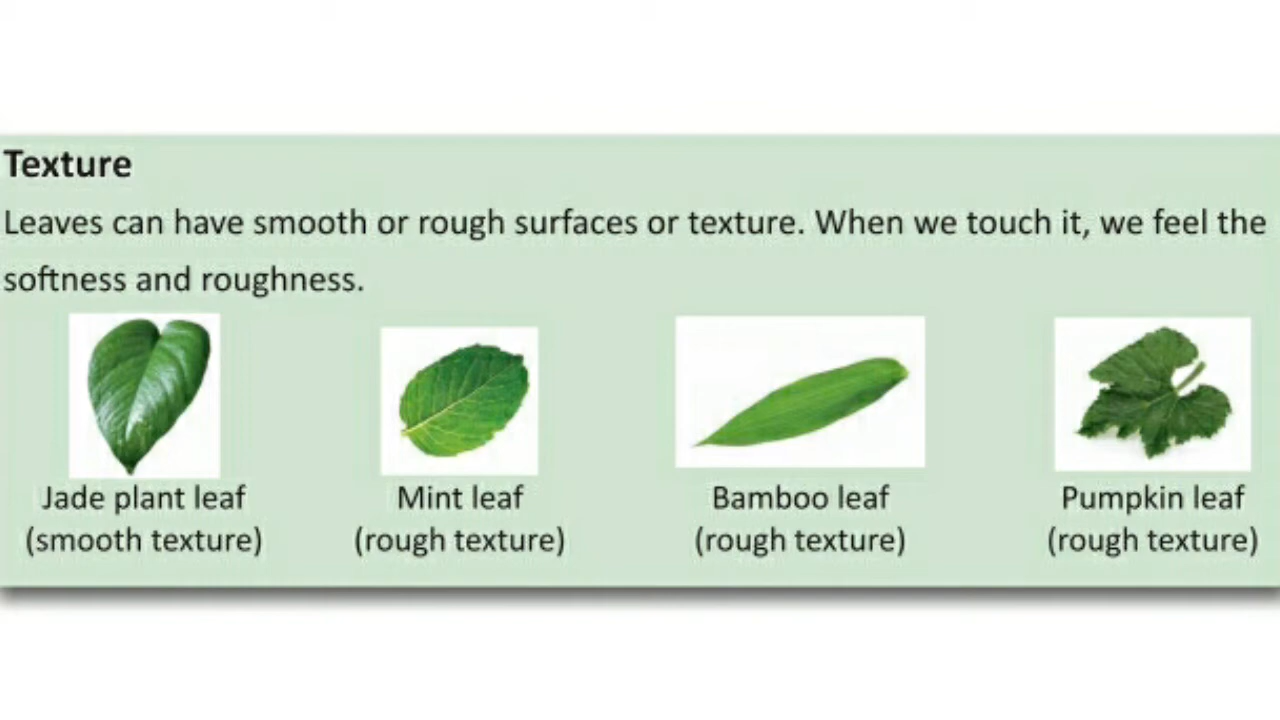 Texture
Leaves can have smooth or rough surfaces or texture. When we touch it, we feel the
softness and roughness.
Jade plant leaf
(smooth texture)
Mint leaf
(rough texture)
Bamboo leaf
(rough texture)
Pumpkin leaf
(rough texture)